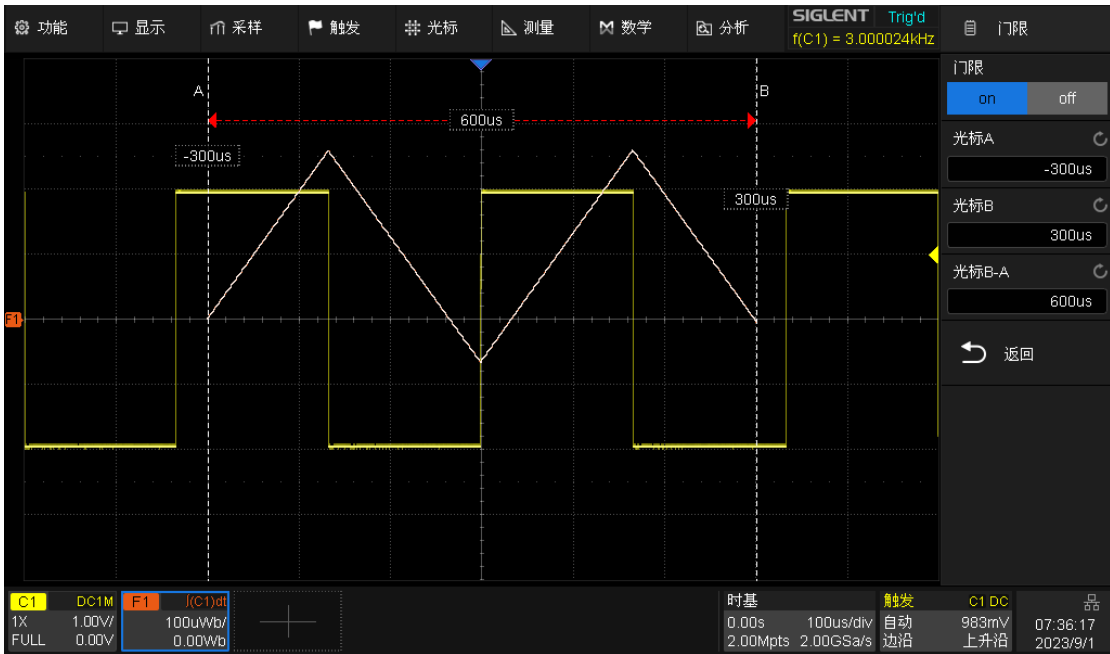 功能 显示 采样 触发 光标 测量 数学 分析 SIGLENT Trig'd 门限
f(C1) = 3.000024kHz
门限
on off
A B
600us
光标A
-300us
-300us
光标B
300us
300us
光标B-A
600us
F1
返回
C1 DC1M F1 ∫(C1)dt 时基 触发 C1 DC
1X 1.00V/ 100uWb/ 0.00s 100us/div 自动 983mV 07:36:17
FULL 0.00V 0.00Wb 2.00Mpts 2.00GSa/s 边沿 上升沿 2023/9/1